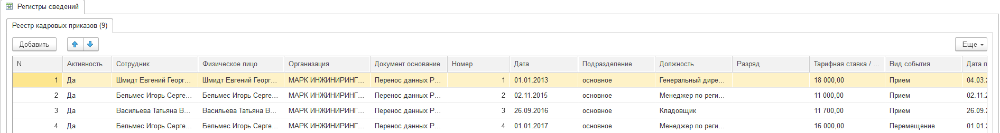 Регистры сведений
Реестр кадровых приказов (9)
Добавить Еще
N Активность Сотрудник Физическое лицо Организация Документ основание Номер Дата Подразделение Должность Разряд Тарифная ставка / ... Вид события Дата п
1 Да Шмидт Евгений Георг... Шмидт Евгений Георг... МАРК ИНЖИНИРИНГ... Перенос данных Р... 1 01.01.2013 основное Генеральный дире... 18 000,00 Прием 04.03.2
2 Да Бельмес Игорь Серге... Бельмес Игорь Серге... МАРК ИНЖИНИРИНГ... Перенос данных Р... 2 02.11.2015 основное Менеджер по реги... 11 000,00 Прием 02.11.2
3 Да Васильева Татьяна В... Васильева Татьяна В... МАРК ИНЖИНИРИНГ... Перенос данных Р... 3 26.09.2016 основное Кладовщик 11 700,00 Прием 26.09.2
4 Да Бельмес Игорь Серге... Бельмес Игорь Серге... МАРК ИНЖИНИРИНГ... Перенос данных Р... 4 01.01.2017 основное Менеджер по реги... 16 000,00 Перемещение 01.01.2